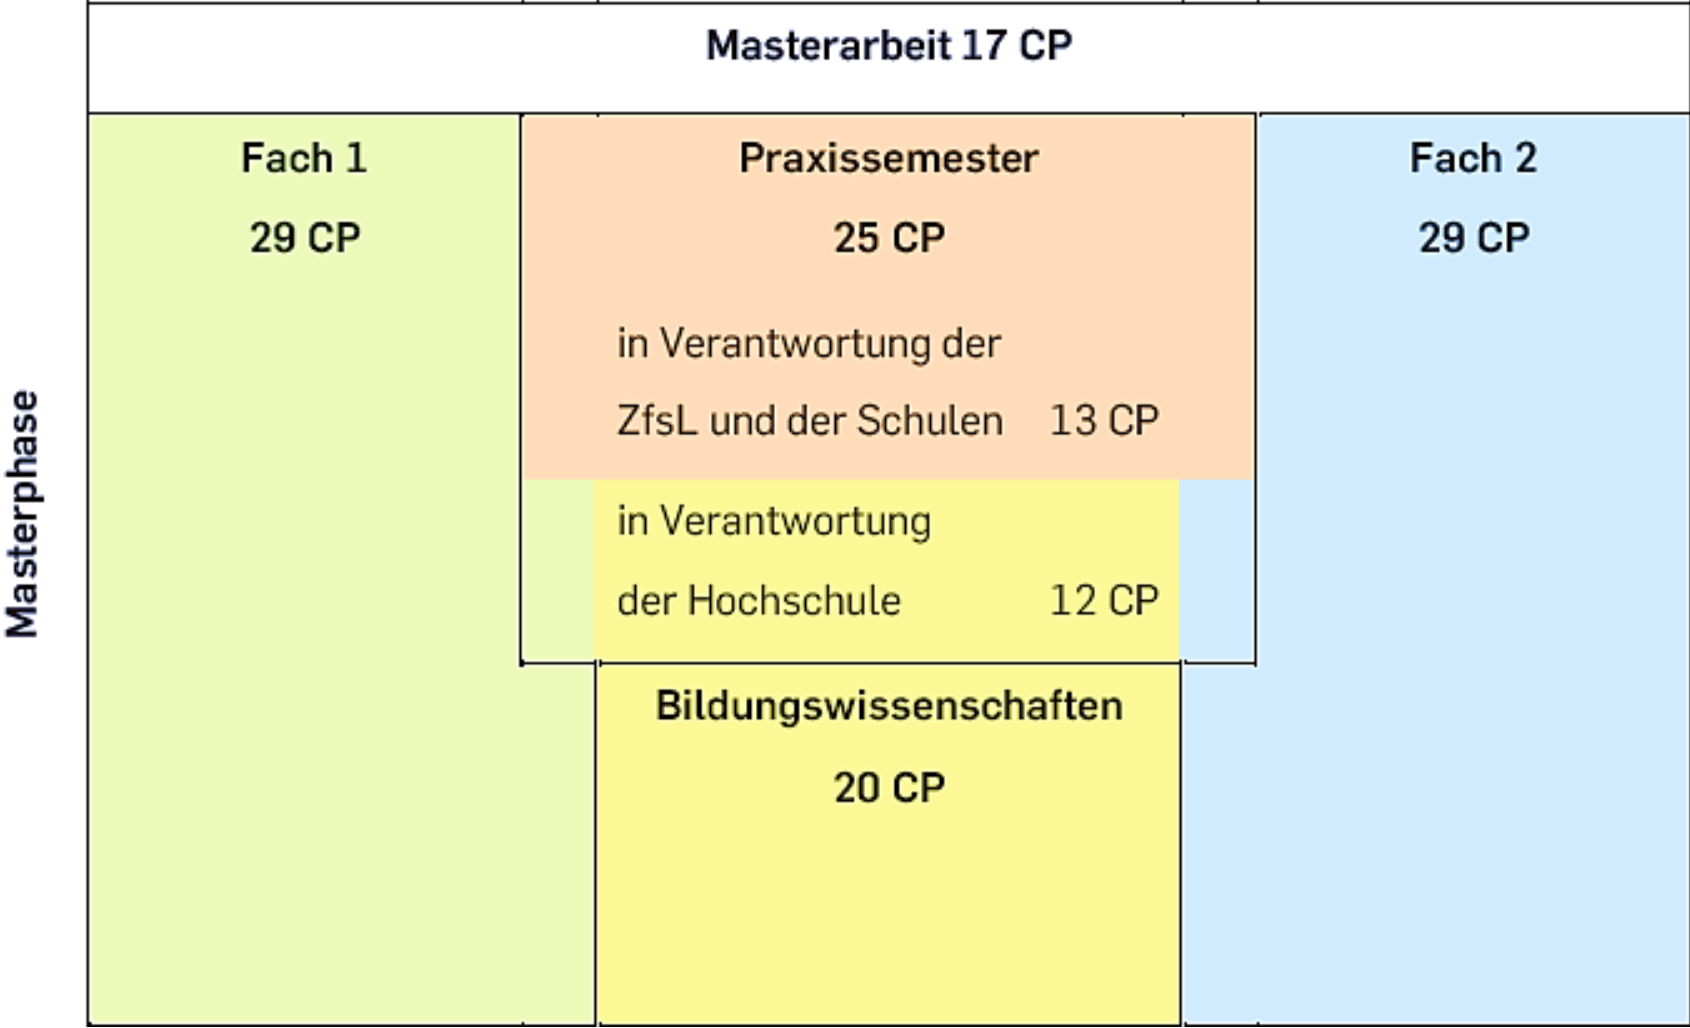 Masterarbeit 17 CP
Masterphase
Fach 1
29 CP
Praxissemester
25 CP
in Verantwortung der
ZfsL und der Schulen 13 CP
in Verantwortung
der Hochschule 12 CP
Bildungswissenschaften
20 CP
Fach 2
29 CP